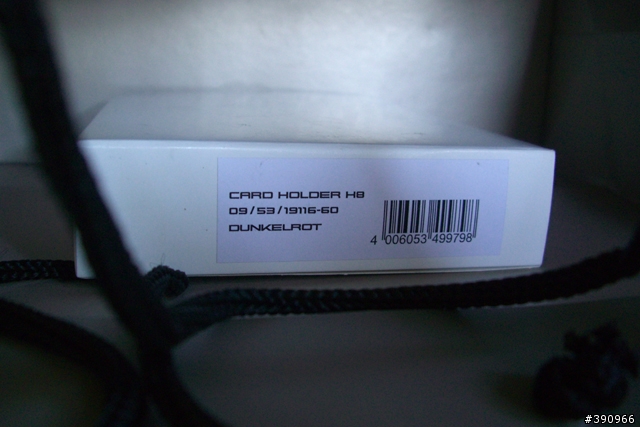 CARD HOLDER H8
09/53/19116-60
DUNKELROT
4 006053 499798
#390966